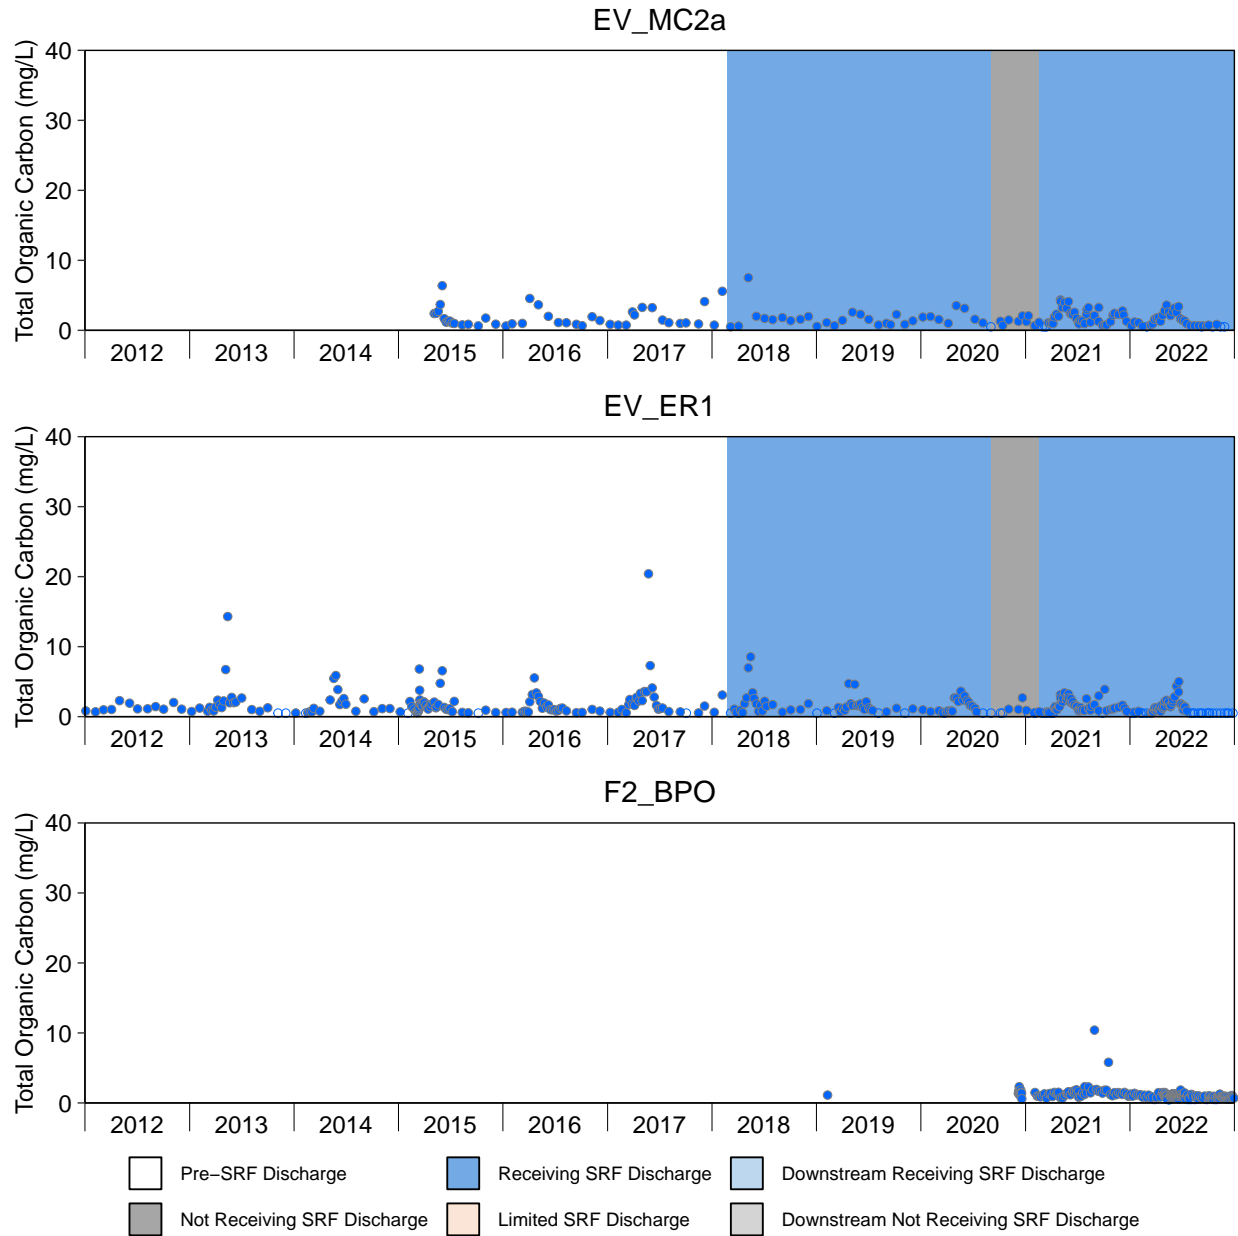 EV_MC2a
Total Organic Carbon (mg/L)
40
30
20
10
0
2012 2013 2014 2015 2016 2017 2018 2019 2020 2021 2022
EV_ER1
Total Organic Carbon (mg/L)
40
30
20
10
0
2012 2013 2014 2015 2016 2017 2018 2019 2020 2021 2022
F2_BPO
Total Organic Carbon (mg/L)
40
30
20
10
0
2012 2013 2014 2015 2016 2017 2018 2019 2020 2021 2022
Pre−SRF Discharge Receiving SRF Discharge Downstream Receiving SRF Discharge
Not Receiving SRF Discharge Limited SRF Discharge Downstream Not Receiving SRF Discharge